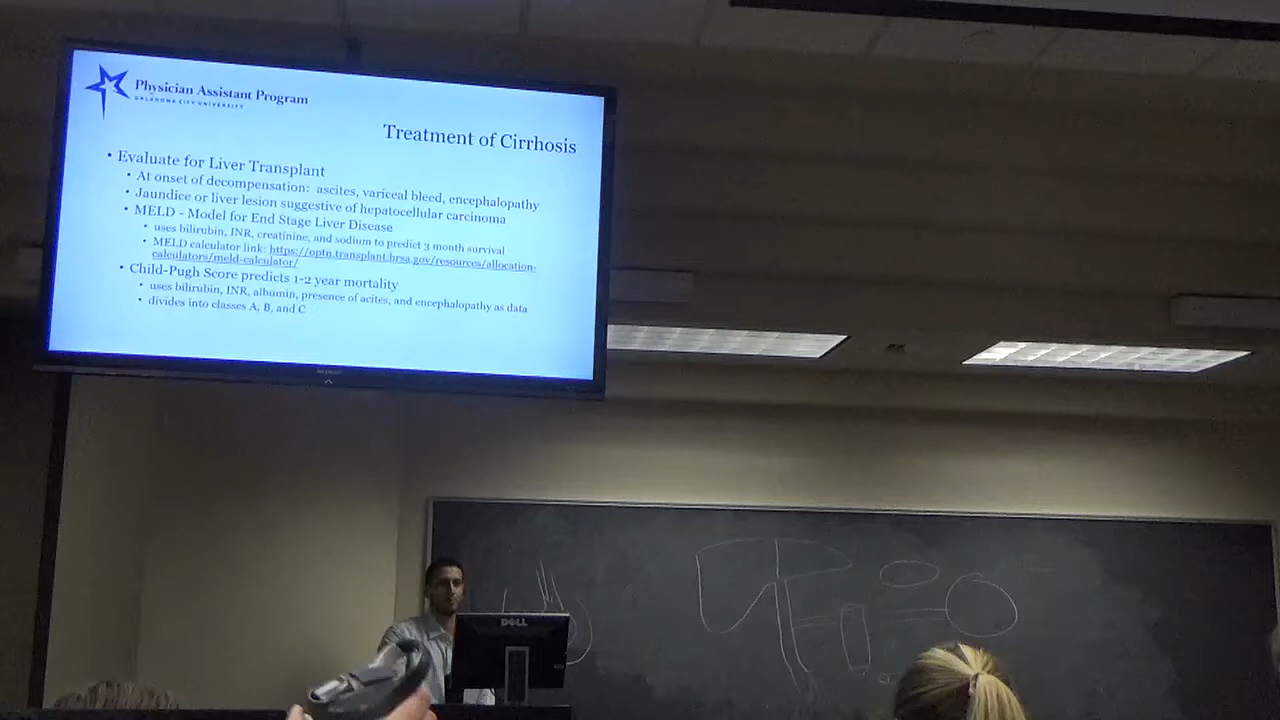 Physician Assistant Program
OKLAHOMA CITY UNIVERSITY
Treatment of Cirrhosis
• Evaluate for Liver Transplant
• At onset of decompensation: ascites, variceal bleed, encephalopathy
• Jaundice or liver lesion suggestive of hepatocellular carcinoma
• MELD - Model for End Stage Liver Disease
• uses bilirubin, INR, creatinine, and sodium to predict 3 month survival
• MELD calculator link: https://optn.transplant.hrsa.gov/resources/allocation-
calculators/meld-calculator/
• Child-Pugh Score predicts 1-2 year mortality
• uses bilirubin, INR, albumin, presence of acites, and encephalopathy as data
• divides into classes A, B, and C
DELL